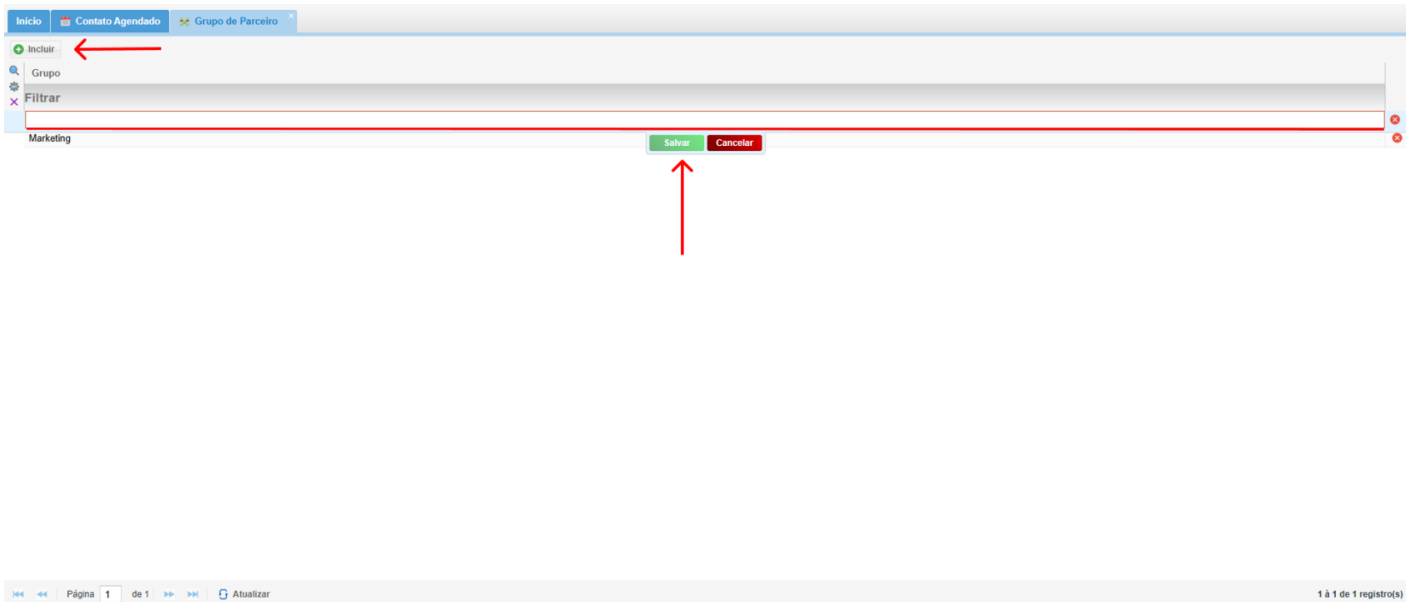 Início Contato Agendado Grupo de Parceiro
Incluir
Grupo
Filtrar
Marketing
Salvar Cancelar
Página 1 de 1 Atualizar 1 à 1 de 1 registro(s)